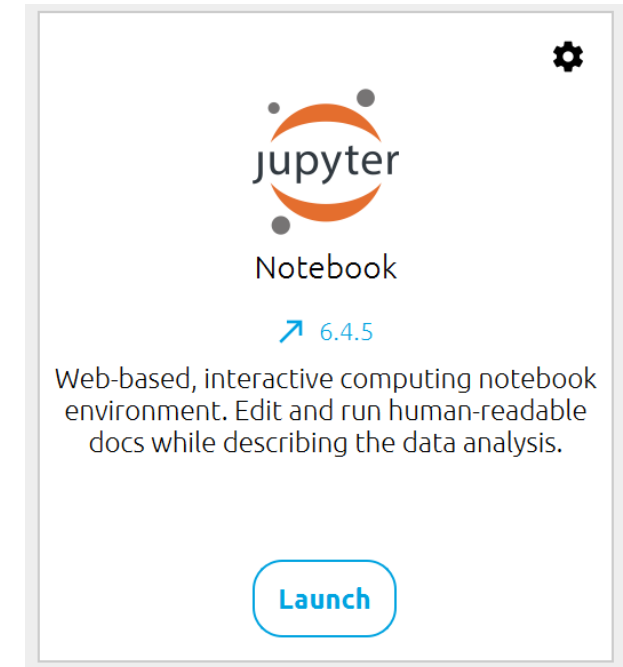 jupyter
Notebook
6.4.5
Web-based, interactive computing notebook
environment. Edit and run human-readable
docs while describing the data analysis.
Launch